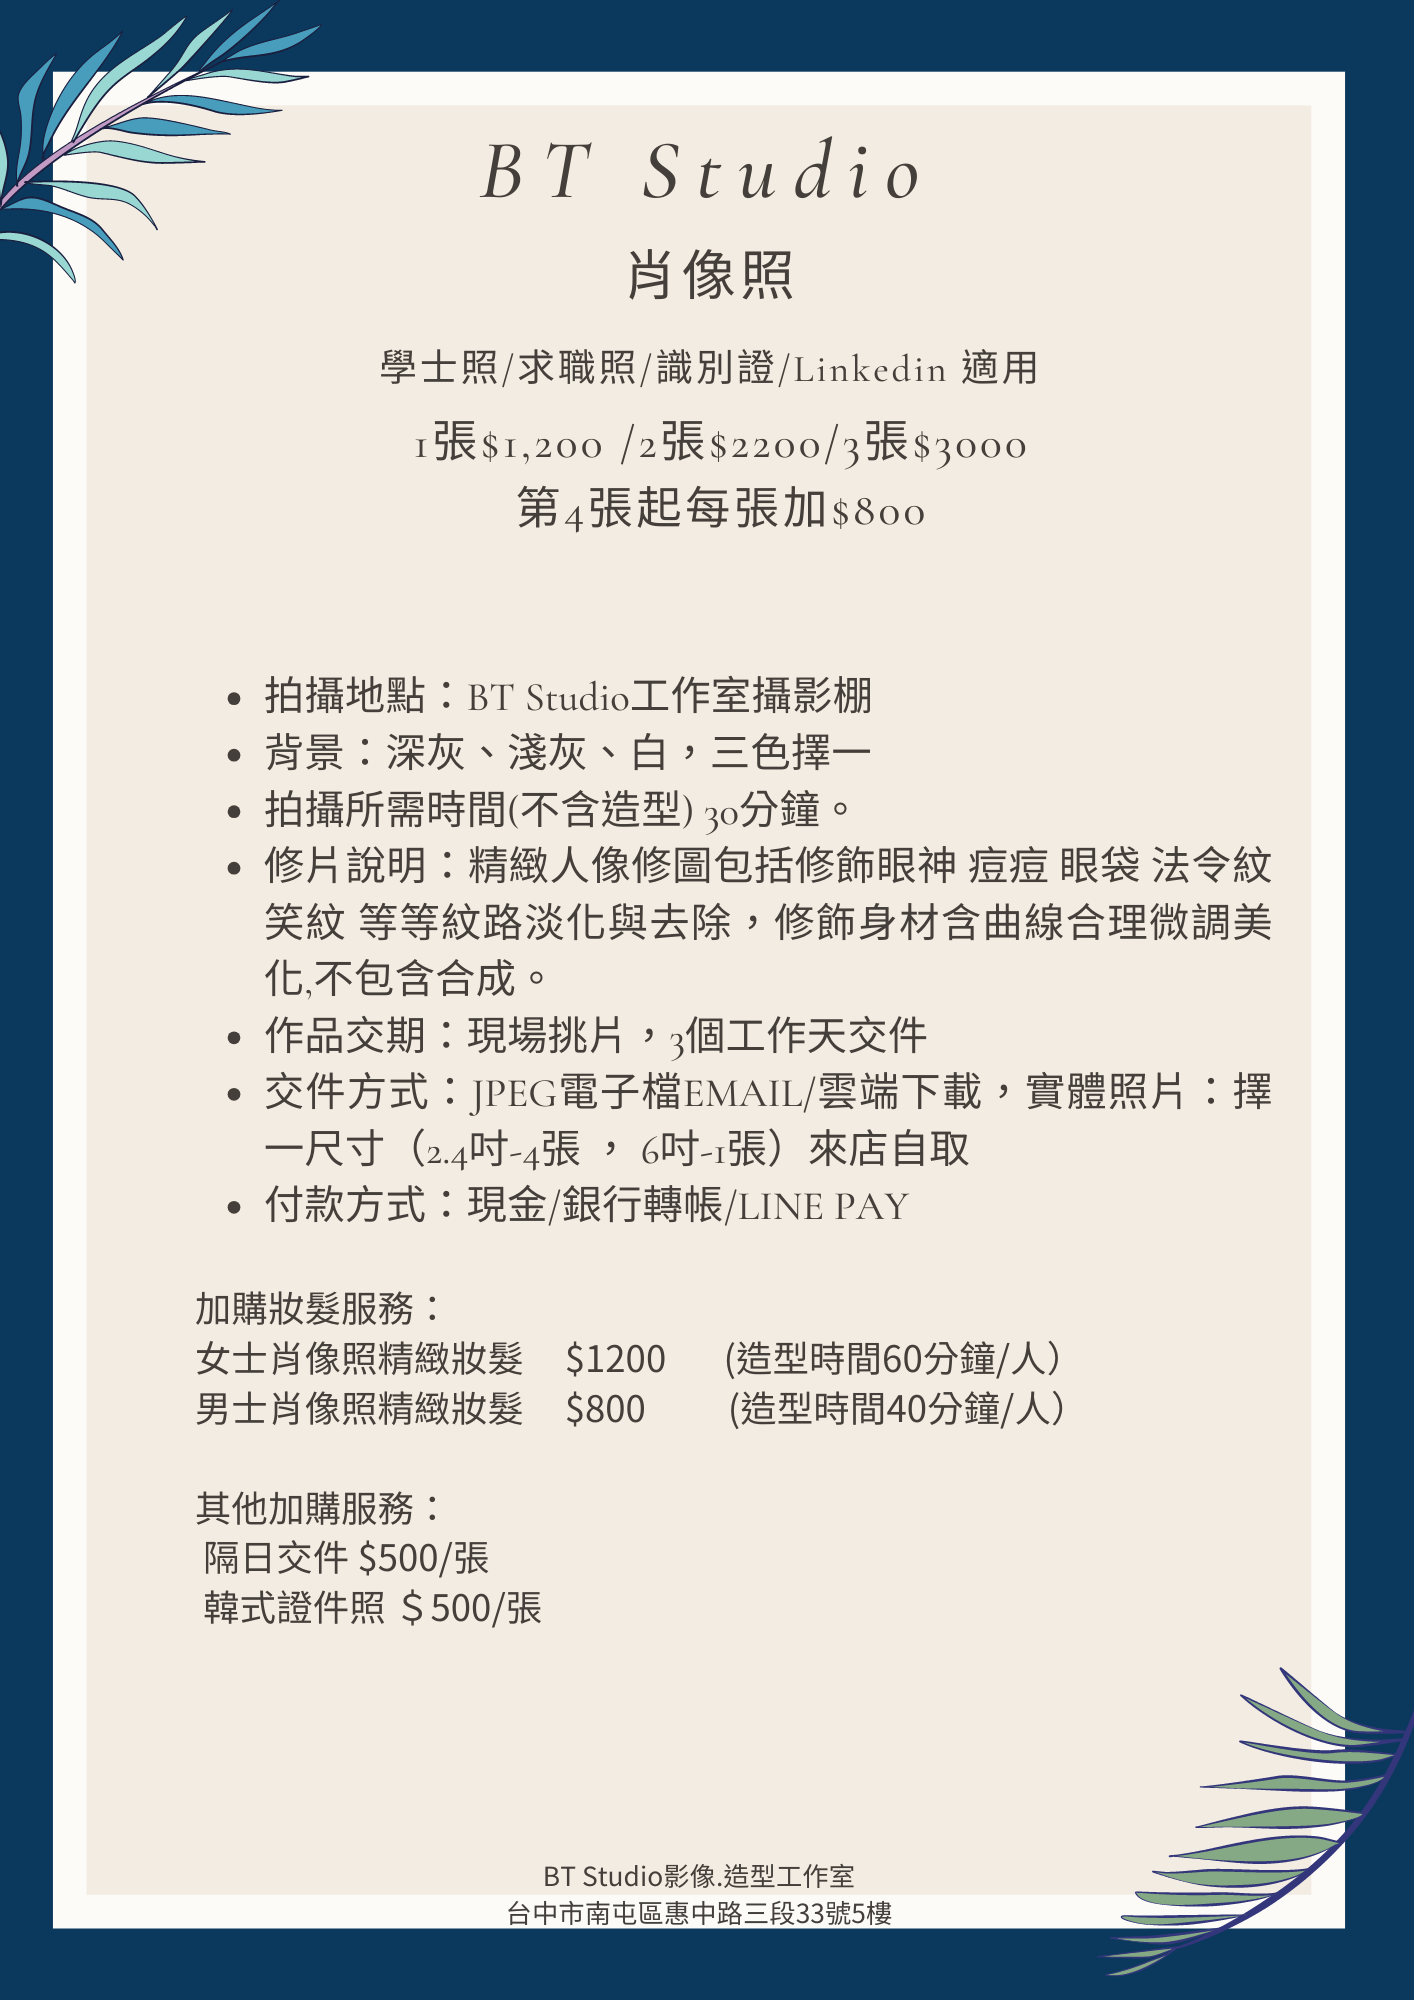 BT Studio
肖像照
學士照/求職照/識別證/Linkedin 適用
1張$1,200 /2張$2200/3張$3000
第4張起每張加$800
• 拍攝地點：BT Studio工作室攝影棚
• 背景：深灰、淺灰、白，三色擇一
• 拍攝所需時間(不含造型) 30分鐘。
• 修片說明：精緻人像修圖包括修飾眼神 痘痘 眼袋 法令紋
笑紋 等等紋路淡化與去除，修飾身材含曲線合理微調美
化,不包含合成。
• 作品交期：現場挑片，3個工作天交件
• 交件方式：JPEG電子檔EMAIL/雲端下載，實體照片：擇
一尺寸（2.4吋-4張 ， 6吋-1張）來店自取
• 付款方式：現金/銀行轉帳/LINE PAY
加購妝髮服務：
女士肖像照精緻妝髮 $1200 (造型時間60分鐘/人）
男士肖像照精緻妝髮 $800 (造型時間40分鐘/人）
其他加購服務：
隔日交件 $500/張
韓式證件照 ＄500/張
BT Studio影像.造型工作室
台中市南屯區惠中路三段33號5樓